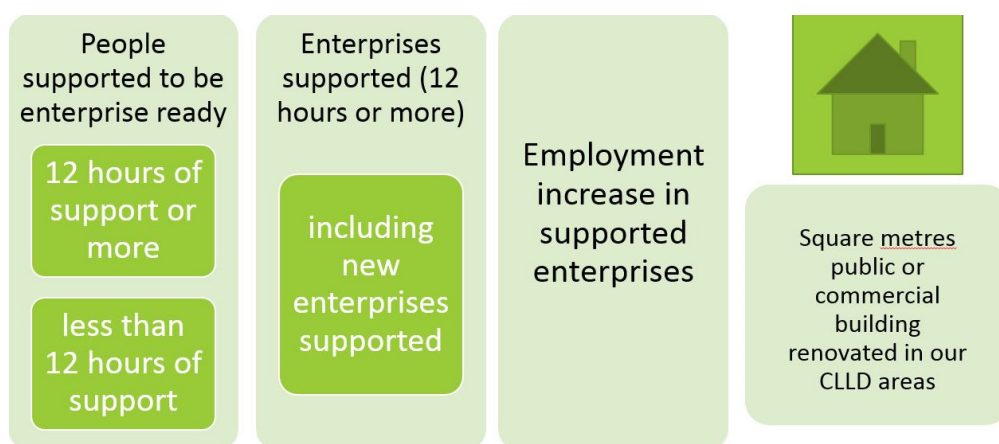 People
supported to be
enterprise ready
12 hours of
support or
more
less than
12 hours of
support
Enterprises
supported (12
hours or more)
including
new
enterprises
supported
Employment
increase in
supported
enterprises
Square metres
public or
commercial
building
renovated in our
CLLD areas